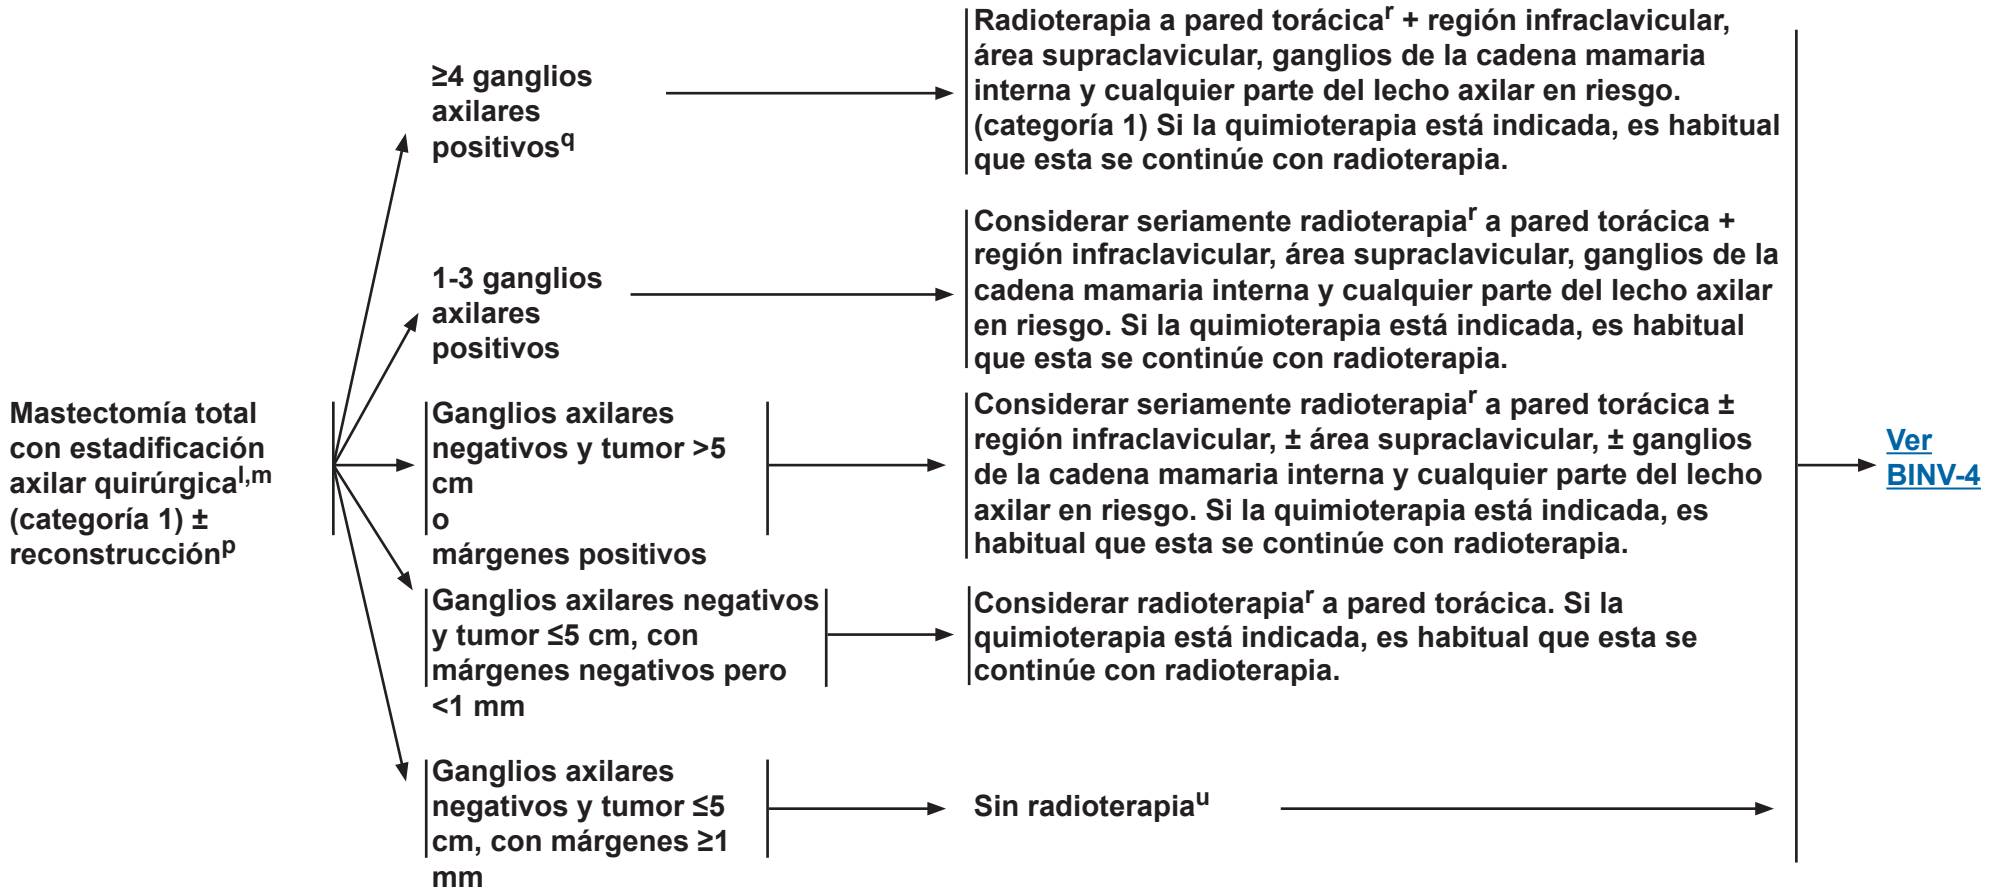 Mastectomía total
con estadificación
axilar quirúrgica^l,m
(categoría 1) ±
reconstrucción^p
≥4 ganglios
axilares
positivos^q
Radioterapia a pared torácica^r + región infraclavicular,
área supraclavicular, ganglios de la cadena mamaria
interna y cualquier parte del lecho axilar en riesgo.
(categoría 1) Si la quimioterapia está indicada, es habitual
que esta se continúe con radioterapia.
1-3 ganglios
axilares
positivos
Considerar seriamente radioterapia^r a pared torácica +
región infraclavicular, área supraclavicular, ganglios de la
cadena mamaria interna y cualquier parte del lecho axilar
en riesgo. Si la quimioterapia está indicada, es habitual
que esta se continúe con radioterapia.
Ganglios axilares
negativos y tumor >5
cm
o
márgenes positivos
Considerar seriamente radioterapia^r a pared torácica ±
región infraclavicular, ± área supraclavicular, ± ganglios
de la cadena mamaria interna y cualquier parte del lecho
axilar en riesgo. Si la quimioterapia está indicada, es
habitual que esta se continúe con radioterapia.
Ganglios axilares negativos
y tumor ≤5 cm, con
márgenes negativos pero
<1 mm
Considerar radioterapia^r a pared torácica. Si la
quimioterapia está indicada, es habitual que esta se
continúe con radioterapia.
Ganglios axilares
negativos y tumor ≤5
cm, con márgenes ≥1
mm
Sin radioterapia^u
Ver
BINV-4